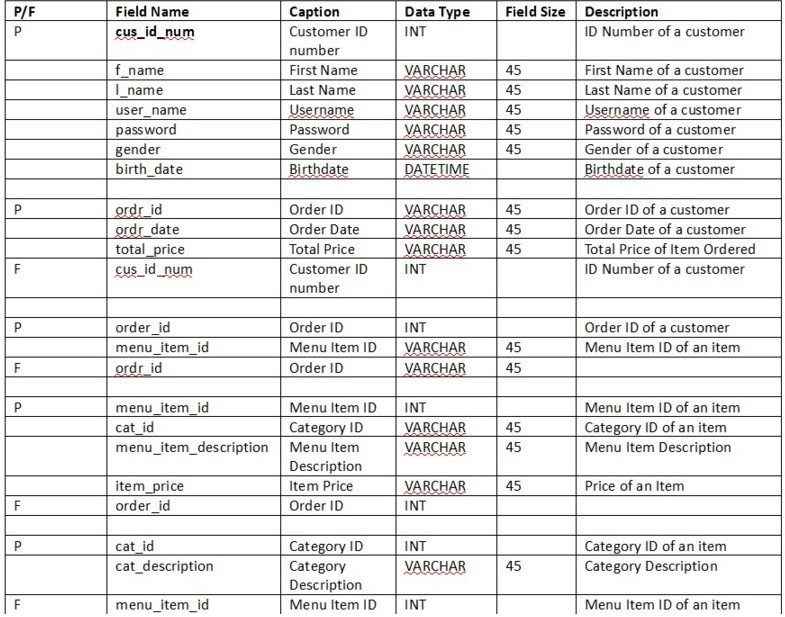 P/F Field Name Caption Data Type Field Size Description
P cus_id_num Customer ID INT ID Number of a customer
number
f_name First Name VARCHAR 45 First Name of a customer
l_name Last Name VARCHAR 45 Last Name of a customer
user_name Username VARCHAR 45 Username of a customer
password Password VARCHAR 45 Password of a customer
gender Gender VARCHAR 45 Gender of a customer
birth_date Birthdate DATETIME Birthdate of a customer
P ordr_id Order ID VARCHAR 45 Order ID of a customer
ordr_date Order Date VARCHAR 45 Order Date of a customer
total_price Total Price VARCHAR 45 Total Price of Item Ordered
F cus_id_num Customer ID INT ID Number of a customer
number
P order_id Order ID INT Order ID of a customer
menu_item_id Menu Item ID VARCHAR 45 Menu Item ID of an item
F ordr_id Order ID VARCHAR 45
P menu_item_id Menu Item ID INT Menu Item ID of an item
cat_id Category ID VARCHAR 45 Category ID of an item
menu_item_description Menu Item VARCHAR 45 Menu Item Description
Description
item_price Item Price VARCHAR 45 Price of an Item
F order_id Order ID INT
P cat_id Category ID INT Category ID of an item
cat_description Category VARCHAR 45 Category Description
Description
F menu_item_id Menu Item ID INT Menu Item ID of an item